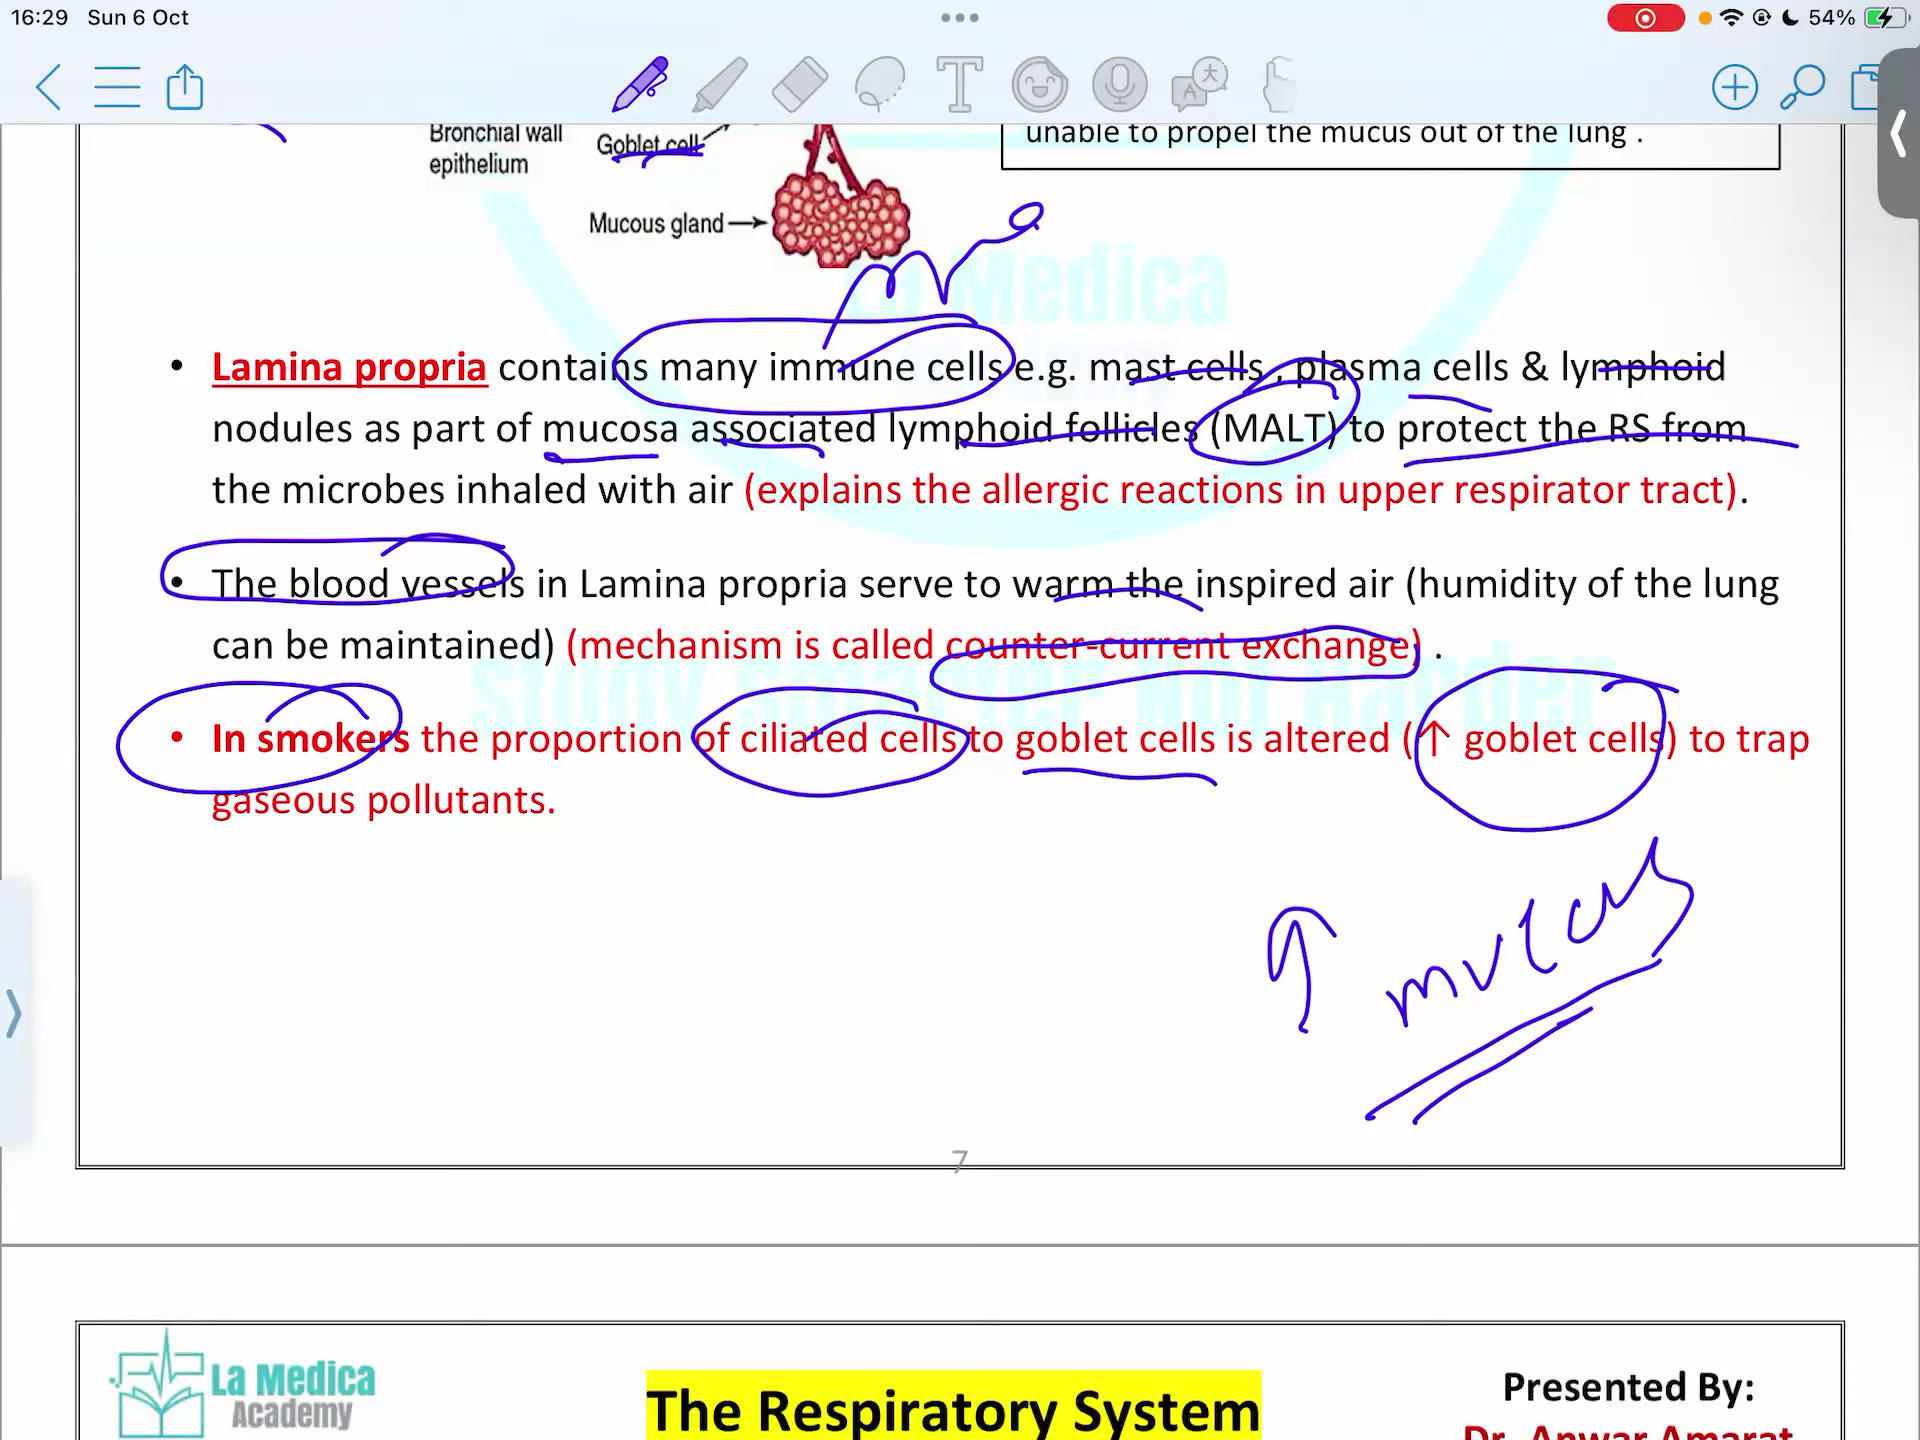 16:29 Sun 6 Oct
54%
Bronchial wall
epithelium
Goblet cell
unable to propel the mucus out of the lung .
Mucous gland
La Medica
• Lamina propria contains many immune cells e.g. mast cells , plasma cells & lymphoid
nodules as part of mucosa associated lymphoid follicles (MALT) to protect the RS from
the microbes inhaled with air (explains the allergic reactions in upper respirator tract).
• The blood vessels in Lamina propria serve to warm the inspired air (humidity of the lung
can be maintained) (mechanism is called counter-current exchange) .
• In smokers the proportion of ciliated cells to goblet cells is altered (↑ goblet cells) to trap
gaseous pollutants.
↑ mucus
7
La Medica
Academy
The Respiratory System
Presented By:
Dr. Anwar Amarat